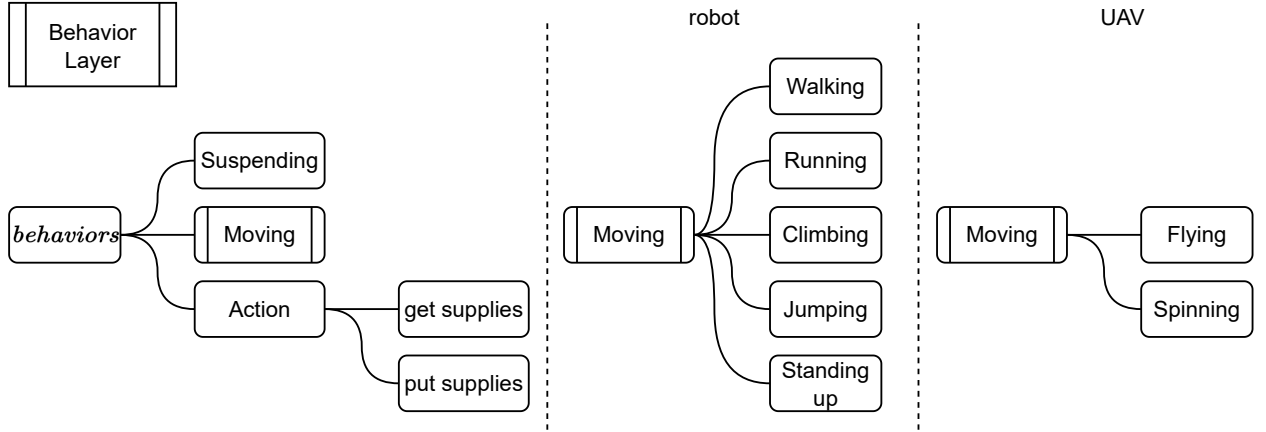 Behavior
Layer
behaviors
Suspending
Moving
Action
get supplies
put supplies
robot
Moving
Walking
Running
Climbing
Jumping
Standing
up
UAV
Moving
Flying
Spinning